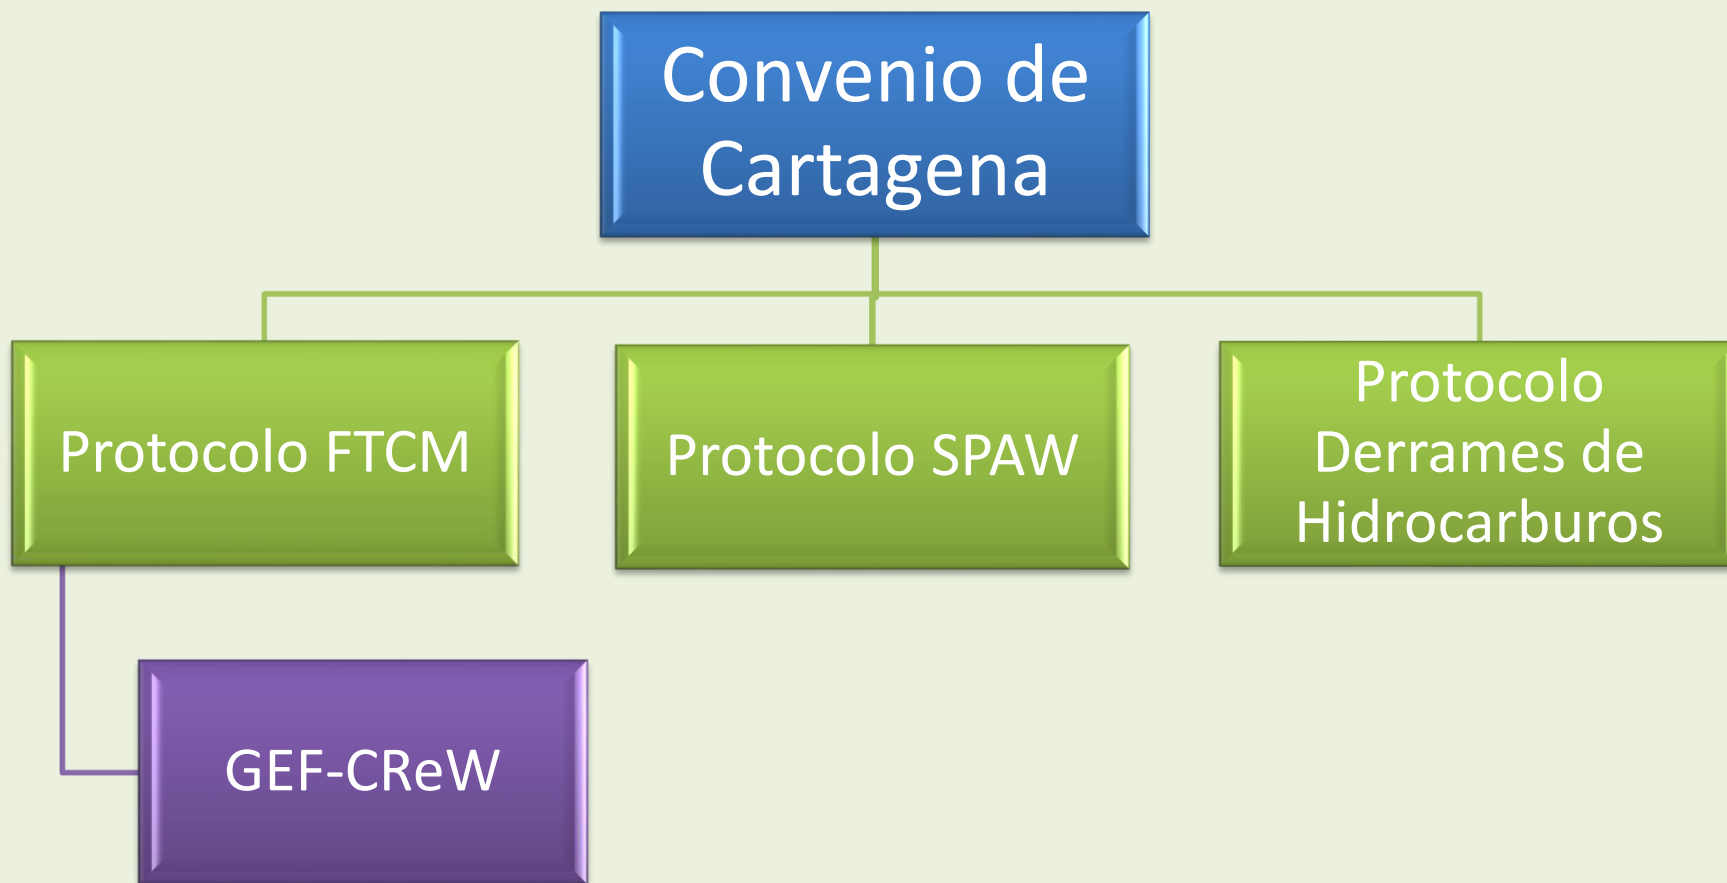 Convenio de
Cartagena
Protocolo FTCM
Protocolo SPAW
Protocolo
Derrames de
Hidrocarburos
GEF-CReW